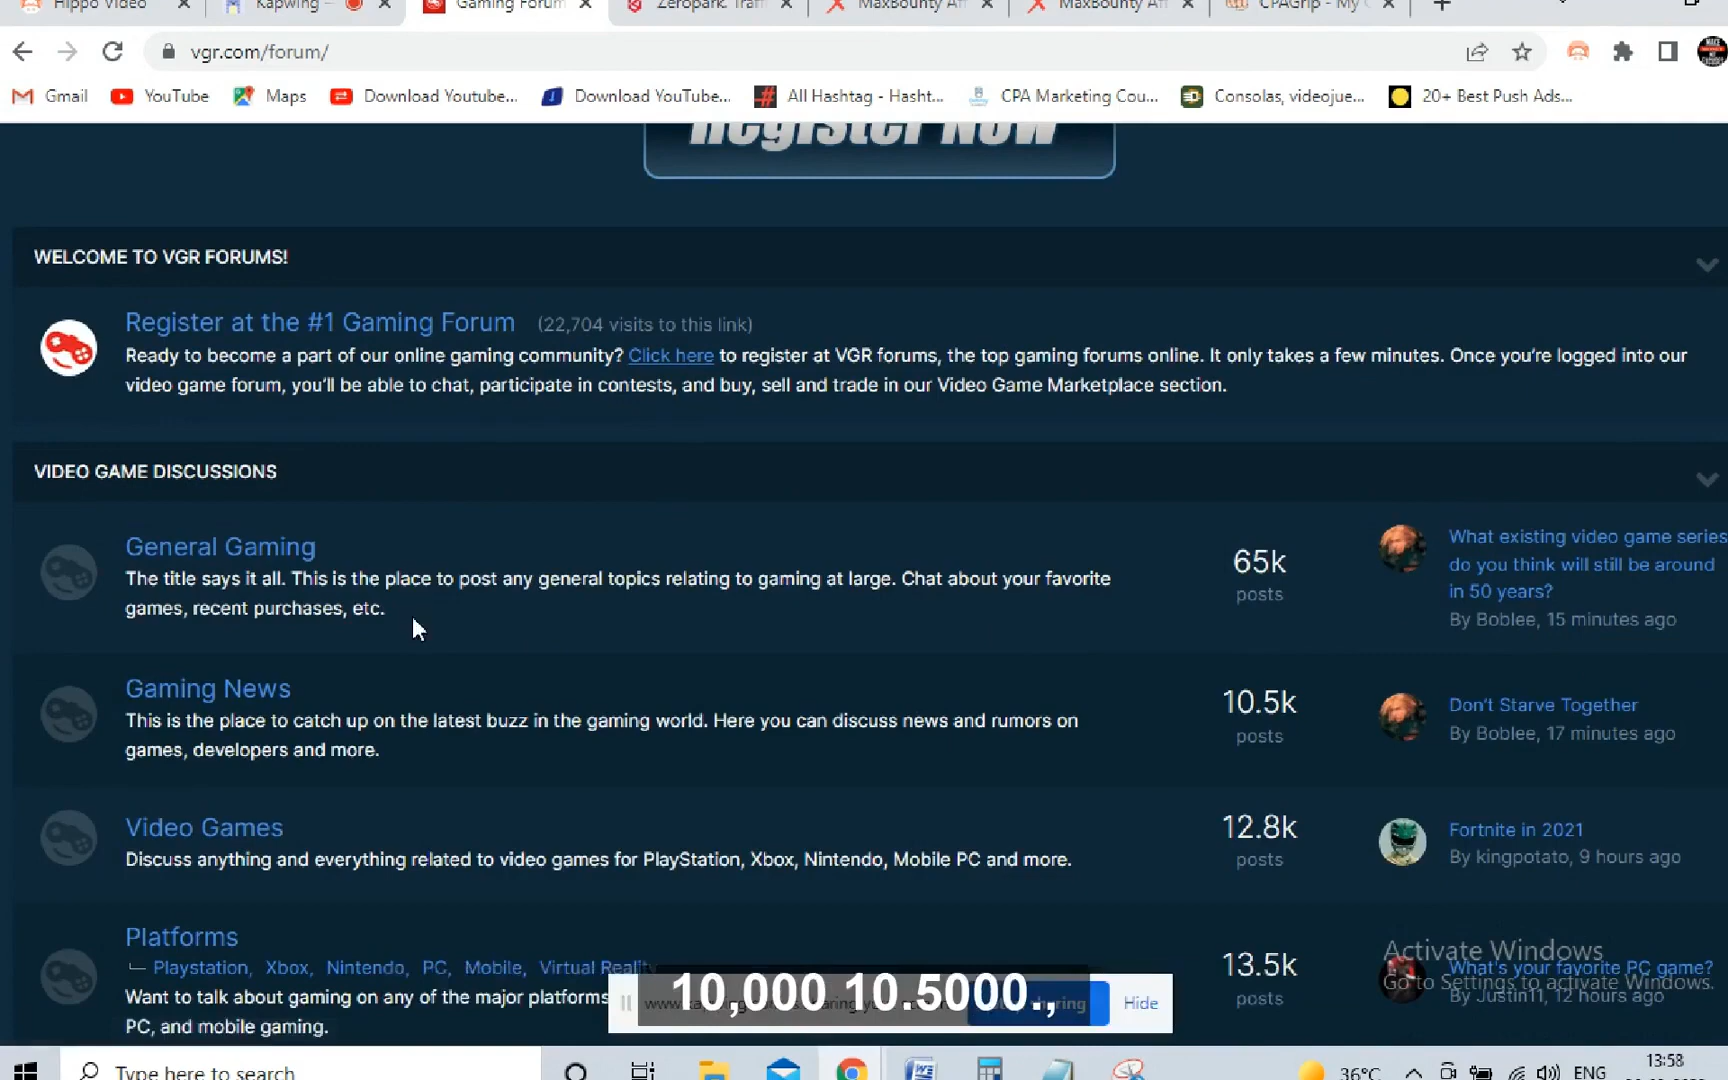 Hippo Video
Kapwing –
Gaming Forum
Zeropark. Traf
MaxBounty Aff
MaxBounty Aff
CPAGrip - My
vgr.com/forum/
Gmail YouTube Maps Download Youtube... Download YouTube... All Hashtag - Hasht... CPA Marketing Cou... Consolas, videojue... 20+ Best Push Ads...
Register Now
WELCOME TO VGR FORUMS!
Register at the #1 Gaming Forum (22,704 visits to this link)
Ready to become a part of our online gaming community? Click here to register at VGR forums, the top gaming forums online. It only takes a few minutes. Once you're logged into our
video game forum, you'll be able to chat, participate in contests, and buy, sell and trade in our Video Game Marketplace section.
VIDEO GAME DISCUSSIONS
General Gaming
The title says it all. This is the place to post any general topics relating to gaming at large. Chat about your favorite
games, recent purchases, etc.
65k
posts
What existing video game series
do you think will still be around
in 50 years?
By Boblee, 15 minutes ago
Gaming News
This is the place to catch up on the latest buzz in the gaming world. Here you can discuss news and rumors on
games, developers and more.
10.5k
posts
Don't Starve Together
By Boblee, 17 minutes ago
Video Games
Discuss anything and everything related to video games for PlayStation, Xbox, Nintendo, Mobile PC and more.
12.8k
posts
Fortnite in 2021
By kingpotato, 9 hours ago
Platforms
Playstation, Xbox, Nintendo, PC, Mobile, Virtual Reality
Want to talk about gaming on any of the major platforms
PC, and mobile gaming.
13.5k
posts
What's your favorite PC game?
By Justin11, 12 hours ago
Activate Windows
Go to Settings to activate Windows.
10,000 10.5000.,
Hide
Type here to search
36°C
ENG
13:58